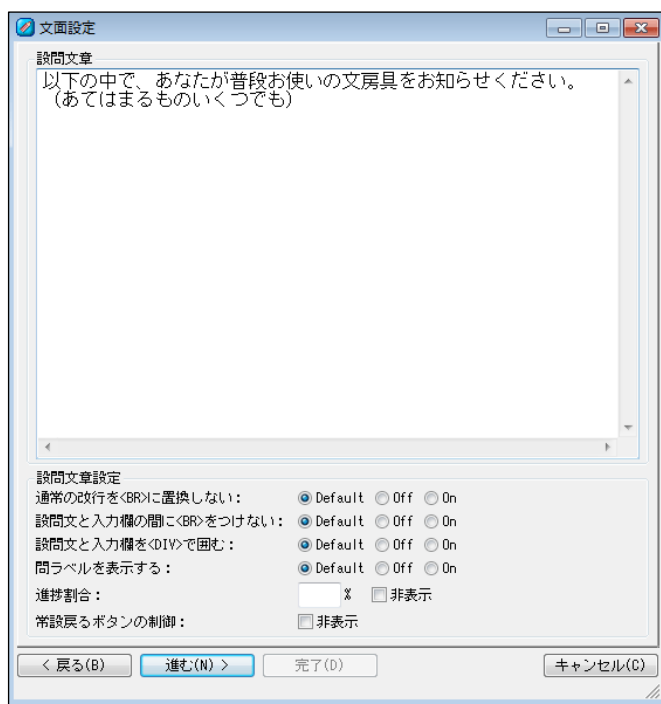 文面設定
設問文章
以下の中で、あなたが普段お使いの文房具をお知らせください。
(あてはまるものいくつでも)
設問文章設定
通常の改行を<BR>に置換しない: Default Off On
設問文と入力欄の間に<BR>をつけない: Default Off On
設問文と入力欄を<DIV>で囲む: Default Off On
問ラベルを表示する: Default Off On
進捗割合: % 非表示
常設戻るボタンの制御: 非表示
< 戻る(B) 進む(N) > 完了(D) キャンセル(C)